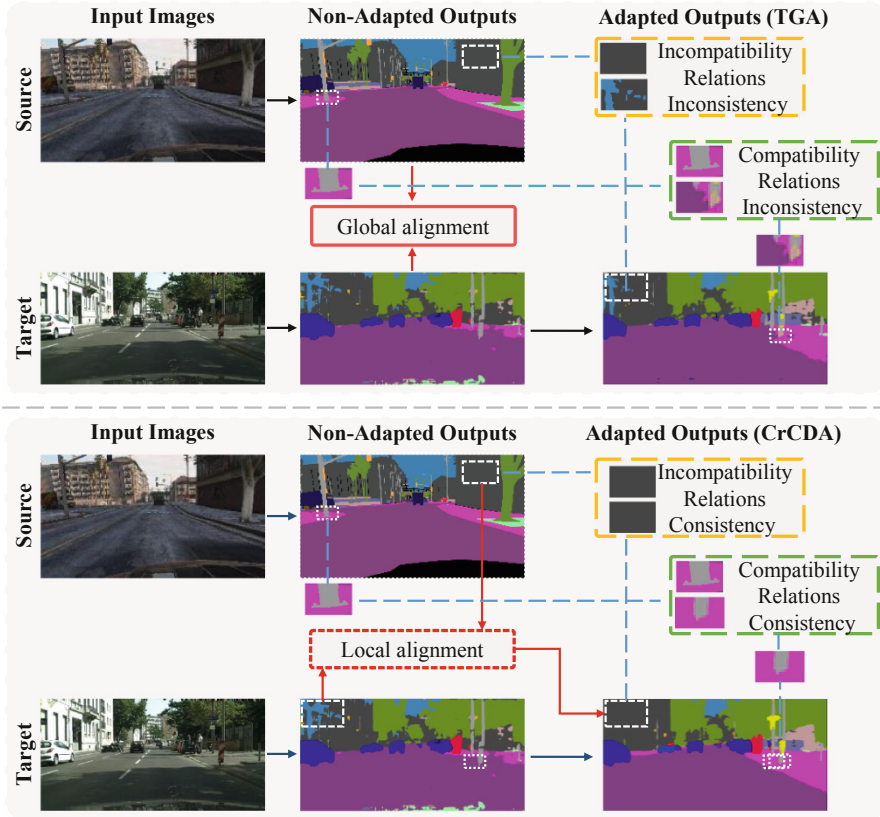 Input Images
Non-Adapted Outputs
Adapted Outputs (TGA)
Source
Incompatibility
Relations
Inconsistency
Compatibility
Relations
Inconsistency
Global alignment
Target
Input Images
Non-Adapted Outputs
Adapted Outputs (CrCDA)
Source
Incompatibility
Relations
Consistency
Compatibility
Relations
Consistency
Local alignment
Target